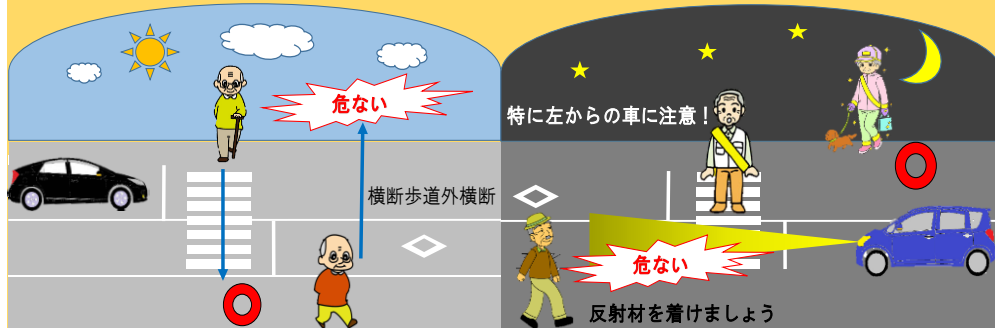 危ない
横断歩道外横断
特に左からの車に注意！
危ない
反射材を着けましょう